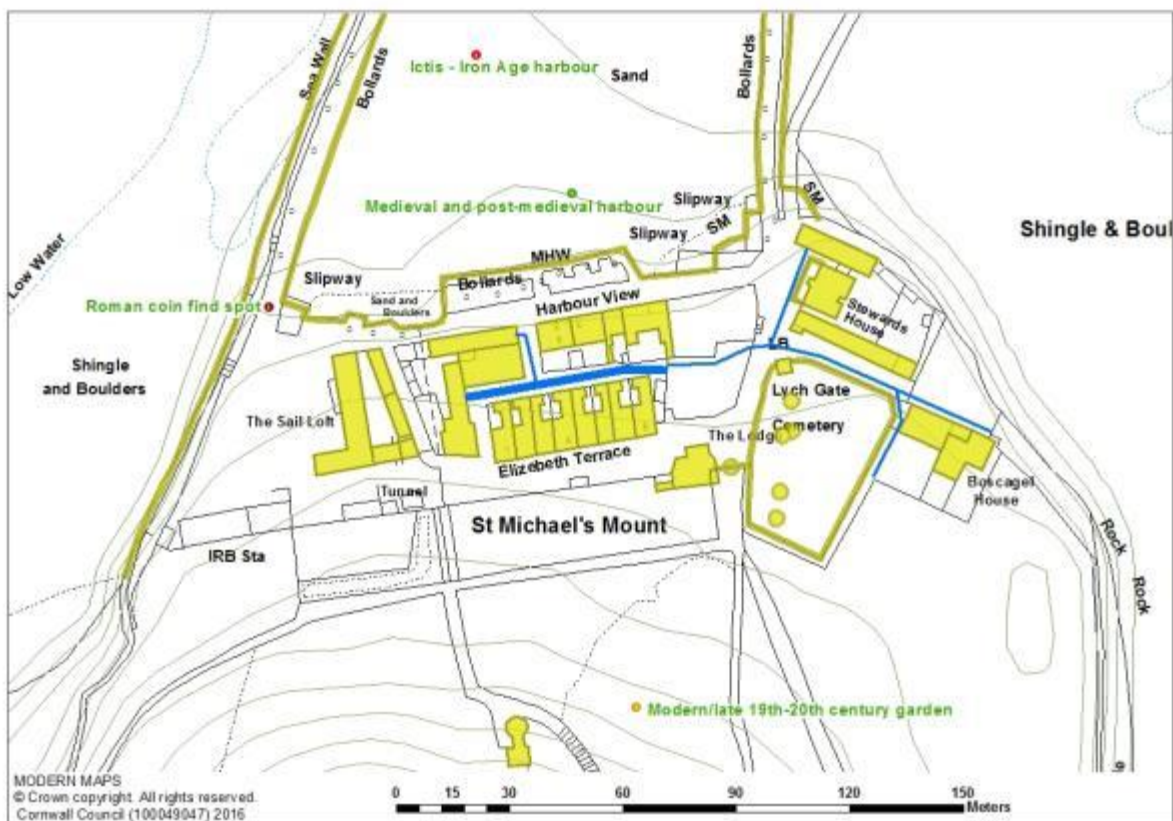 Sea Wall
Bollards
Ictis - Iron Age harbour
Sand
Bollards
Medieval and post-medieval harbour
Slipway
SM
SM
Slipway
Shingle & Boul
Low Water
MHW
Slipway
Bollards
Roman coin find spot
Sand and
Boulders
Harbour View
Stewards
House
LB
Shingle
and Boulders
Lych Gate
The Sail Loft
The Lodge
Cemetery
Elizebeth Terrace
Boscagel
House
Tunnel
St Michael's Mount
IRB Sta
Rock
Rock
Modern/late 19th-20th century garden
MODERN MAPS
© Crown copyright. All rights reserved.
Cornwall Council (100049047) 2016
0 15 30 60 90 120 150
Meters